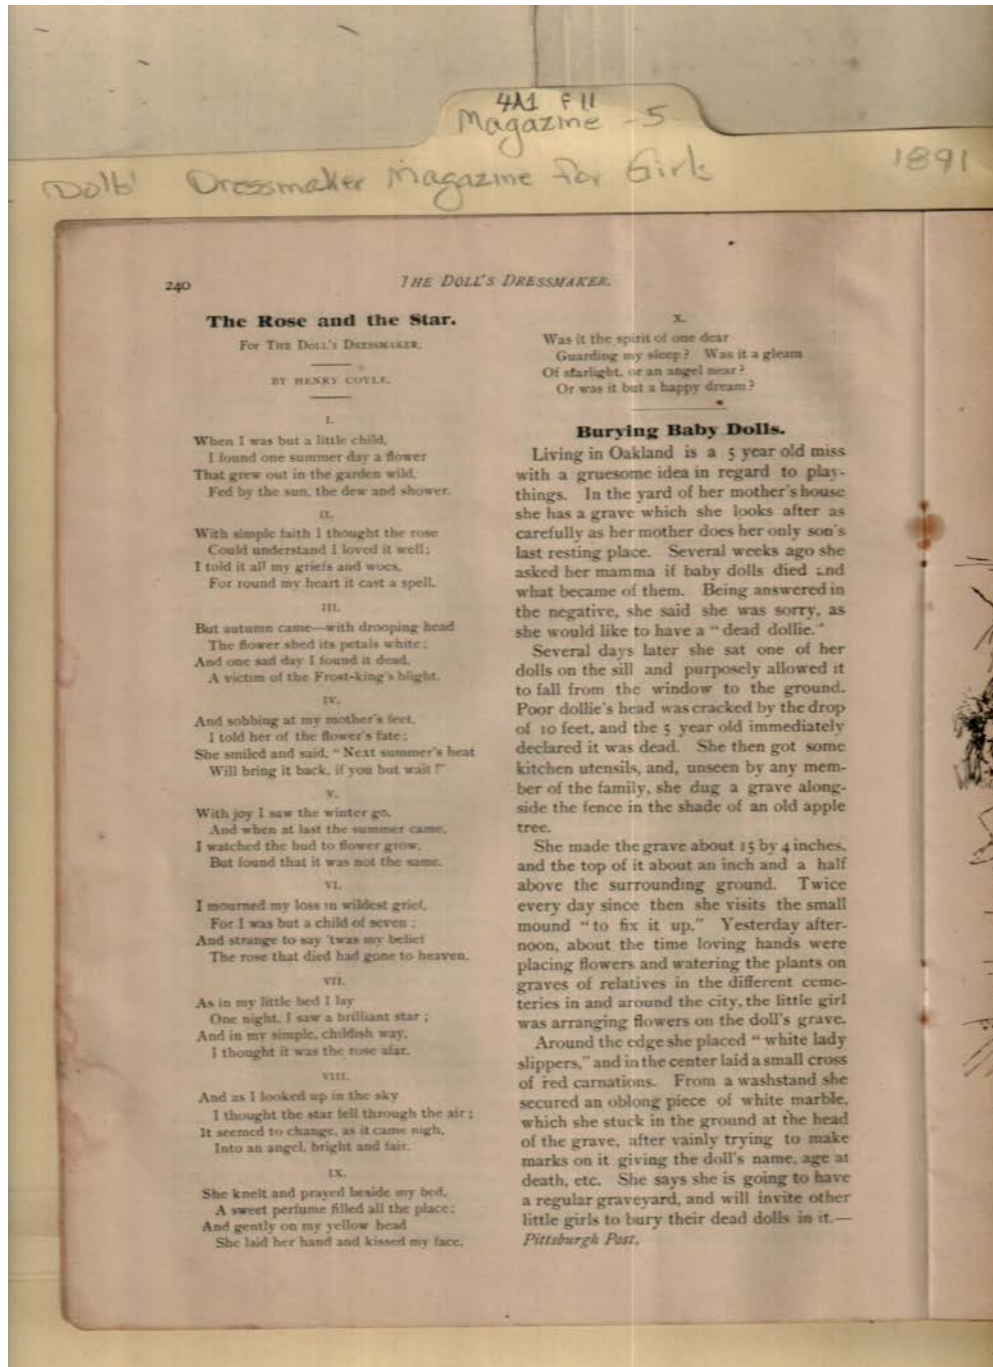 4A1 F11
Magazine - 5
Dolls' Dressmaker Magazine for Girls
1891
240
THE DOLL'S DRESSMAKER.
The Rose and the Star.
For THE DOLL'S DRESSMAKER.
BY HENRY COYLE.
I.
When I was but a little child,
I found one summer day a flower
That grew out in the garden wild,
Fed by the sun, the dew and shower.
II.
With simple faith I thought the rose
Could understand I loved it well;
I told it all my griefs and woes,
For round my heart it cast a spell.
III.
But autumn came—with drooping head
The flower shed its petals white;
And one sad day I found it dead,
A victim of the Frost-king's blight.
IV.
And sobbing at my mother's feet,
I told her of the flower's fate;
She smiled and said, "Next summer's heat
Will bring it back, if you but wait!"
V.
With joy I saw the winter go,
And when at last the summer came,
I watched the bud to flower grow,
But found that it was not the same.
VI.
I mourned my loss in wildest grief,
For I was but a child of seven;
And strange to say 'twas my belief
The rose that died had gone to heaven.
VII.
As in my little bed I lay
One night, I saw a brilliant star;
And in my simple, childish way,
I thought it was the rose afar.
VIII.
And as I looked up in the sky
I thought the star fell through the air;
It seemed to change, as it came nigh,
Into an angel, bright and fair.
IX.
She knelt and prayed beside my bed,
A sweet perfume filled all the place;
And gently on my yellow head
She laid her hand and kissed my face.
X.
Was it the spirit of one dear
Guarding my sleep? Was it a gleam
Of starlight, or an angel near?
Or was it but a happy dream?
Burying Baby Dolls.
Living in Oakland is a 5 year old miss
with a gruesome idea in regard to play-
things. In the yard of her mother's house
she has a grave which she looks after as
carefully as her mother does her only son's
last resting place. Several weeks ago she
asked her mamma if baby dolls died and
what became of them. Being answered in
the negative, she said she was sorry, as
she would like to have a "dead dollie."
Several days later she sat one of her
dolls on the sill and purposely allowed it
to fall from the window to the ground.
Poor dollie's head was cracked by the drop
of 10 feet, and the 5 year old immediately
declared it was dead. She then got some
kitchen utensils, and, unseen by any mem-
ber of the family, she dug a grave along-
side the fence in the shade of an old apple
tree.
She made the grave about 15 by 4 inches,
and the top of it about an inch and a half
above the surrounding ground. Twice
every day since then she visits the small
mound "to fix it up." Yesterday after-
noon, about the time loving hands were
placing flowers and watering the plants on
graves of relatives in the different ceme-
teries in and around the city, the little girl
was arranging flowers on the doll's grave.
Around the edge she placed "white lady
slippers," and in the center laid a small cross
of red carnations. From a washstand she
secured an oblong piece of white marble,
which she stuck in the ground at the head
of the grave, after vainly trying to make
marks on it giving the doll's name, age at
death, etc. She says she is going to have
a regular graveyard, and will invite other
little girls to bury their dead dolls in it.—
Pittsburgh Post.